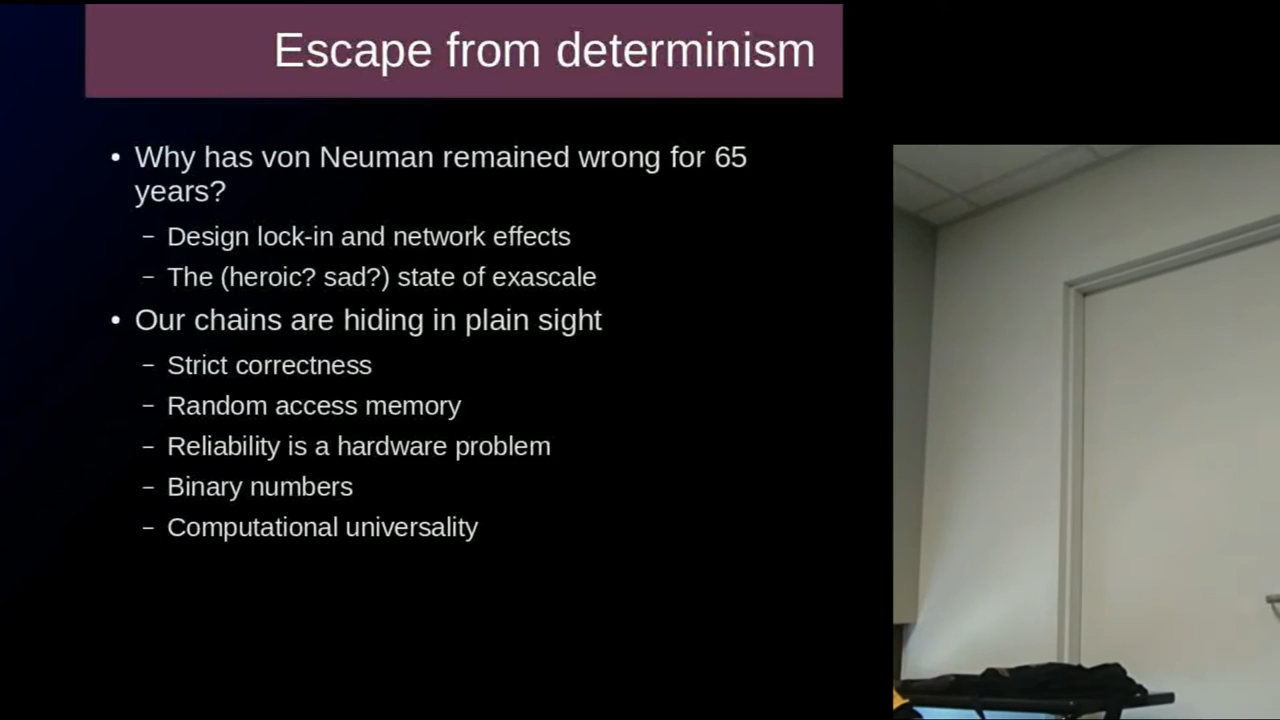 Escape from determinism
• Why has von Neuman remained wrong for 65
years?
– Design lock-in and network effects
– The (heroic? sad?) state of exascale
• Our chains are hiding in plain sight
– Strict correctness
– Random access memory
– Reliability is a hardware problem
– Binary numbers
– Computational universality